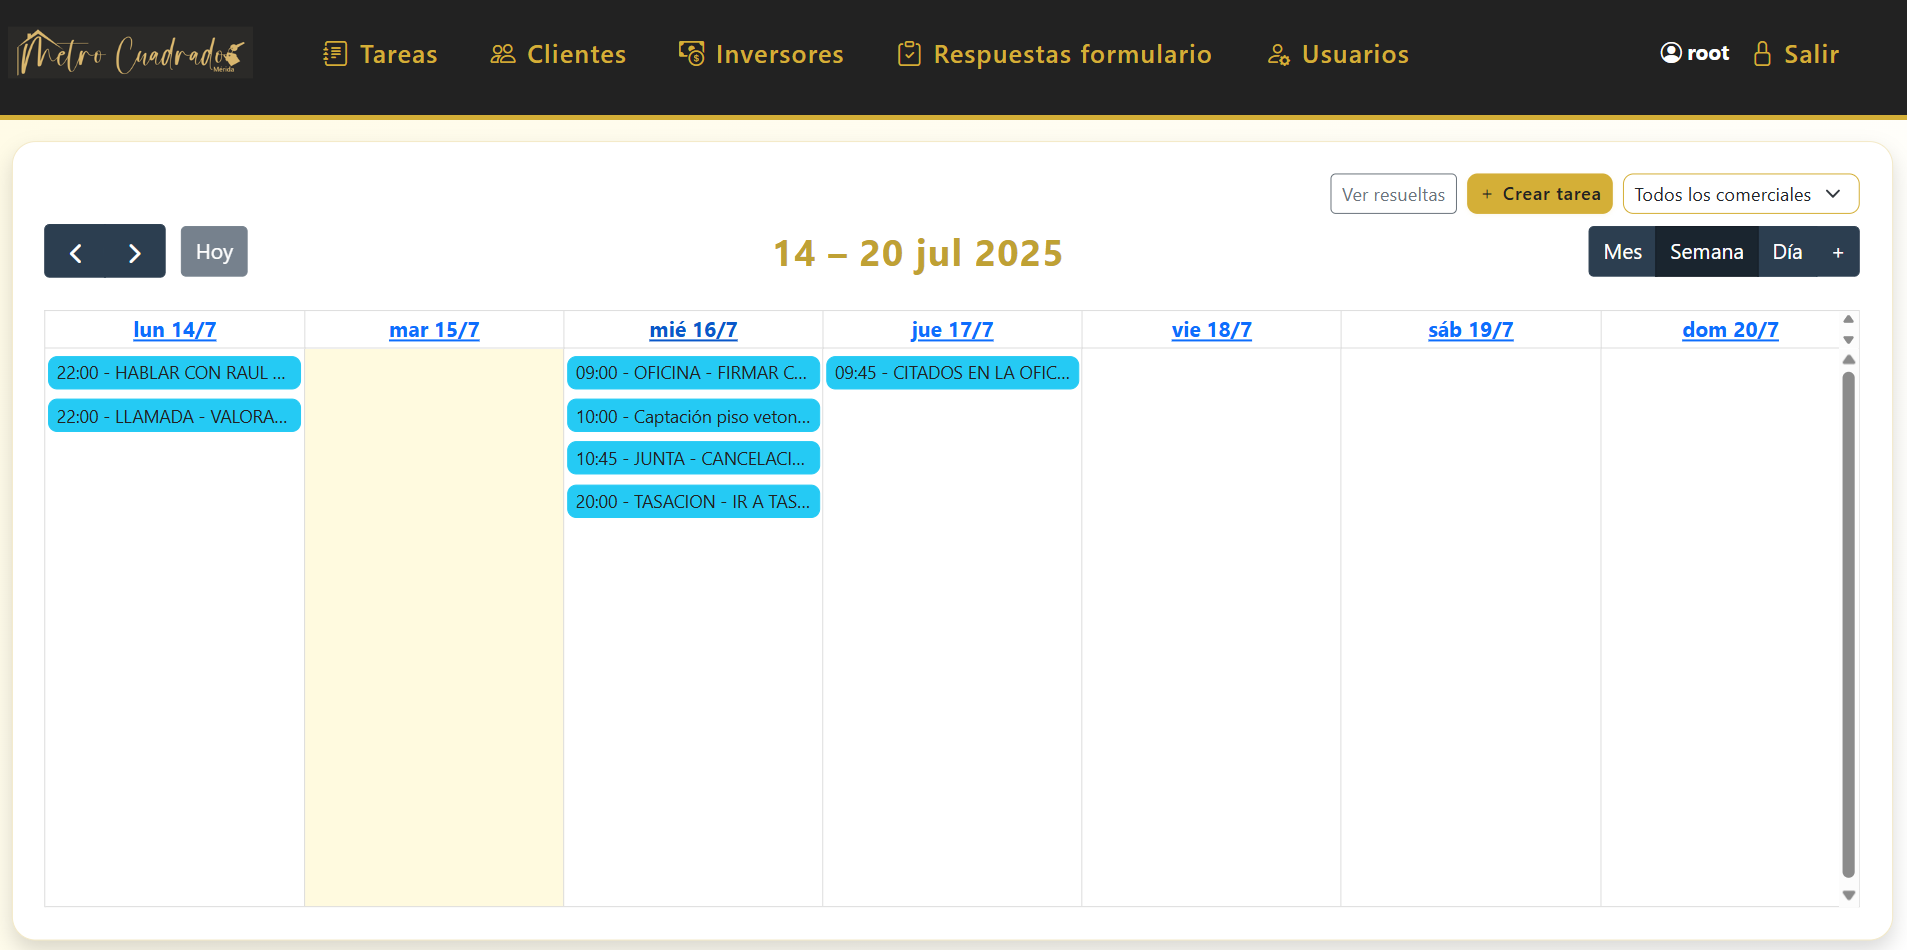 Metro Cuadrado
Mérida
Tareas
Clientes
Inversores
Respuestas formulario
Usuarios
root
Salir
Ver resueltas
+ Crear tarea
Todos los comerciales
Hoy
14 – 20 jul 2025
Mes
Semana
Día
+
lun 14/7
mar 15/7
mié 16/7
jue 17/7
vie 18/7
sáb 19/7
dom 20/7
22:00 - HABLAR CON RAUL ...
22:00 - LLAMADA - VALORA...
09:00 - OFICINA - FIRMAR C...
10:00 - Captación piso veton...
10:45 - JUNTA - CANCELACI...
20:00 - TASACION - IR A TAS...
09:45 - CITADOS EN LA OFIC...